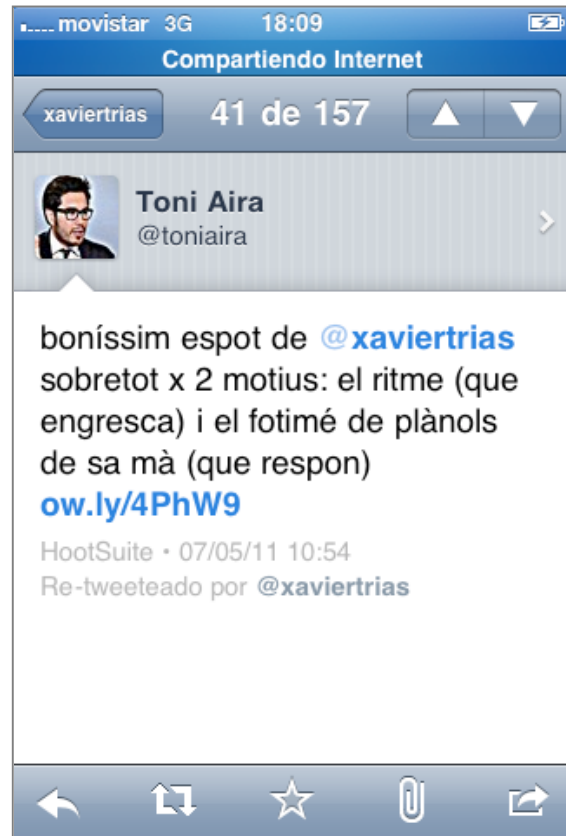 movistar 3G 18:09
Compartiendo Internet
xaviertrias 41 de 157
Toni Aira
@toniaira
boníssim espot de @xaviertrias
sobretot x 2 motius: el ritme (que
engresca) i el fotimé de plànols
de sa mà (que respon)
ow.ly/4PhW9
HootSuite • 07/05/11 10:54
Re-tweeteado por @xaviertrias